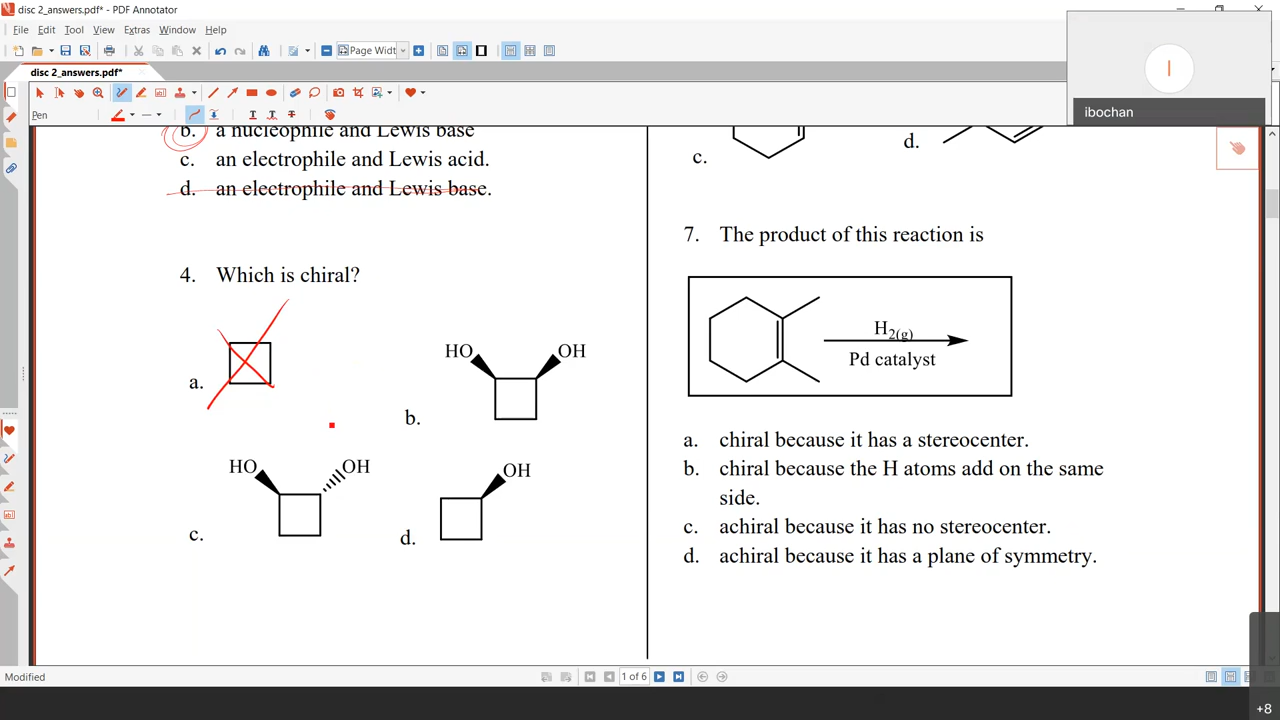 disc 2_answers.pdf* - PDF Annotator
File Edit Tool View Extras Window Help
Page Widt
disc 2_answers.pdf*
Pen
ibochan
b. a nucleophile and Lewis base
c. an electrophile and Lewis acid.
d. an electrophile and Lewis base.
4. Which is chiral?
a.
HO OH
b.
HO OH
c.
OH
d.
c.
d.
7. The product of this reaction is
H2(g)
Pd catalyst
a. chiral because it has a stereocenter.
b. chiral because the H atoms add on the same
side.
c. achiral because it has no stereocenter.
d. achiral because it has a plane of symmetry.
Modified
1 of 6
+8